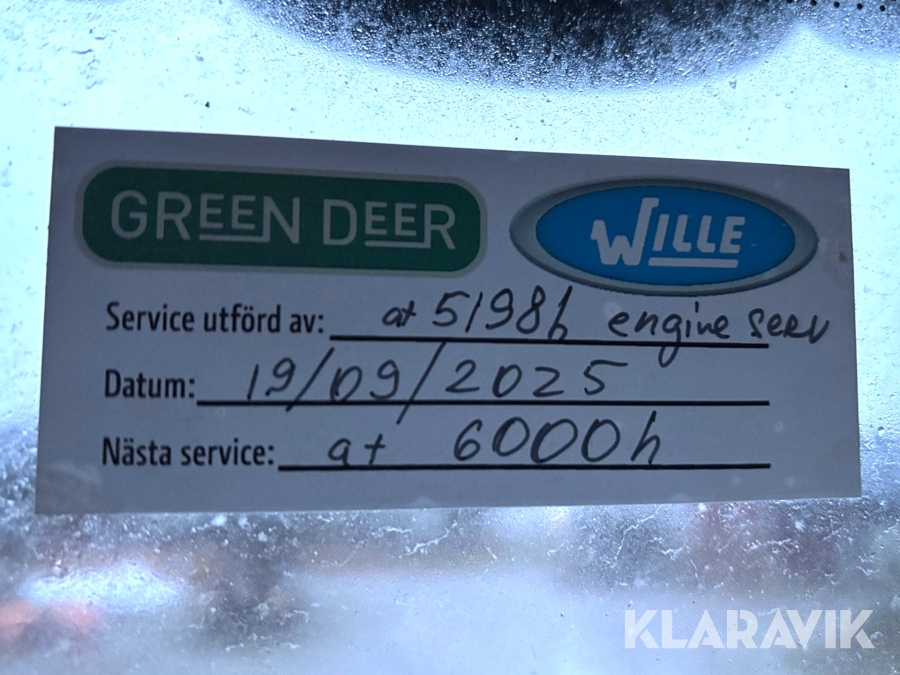 GREEN DEER WILLE
Service utförd av: at 5198h engine serv
Datum: 19/09/2025
Nästa service: at 6000h
KLARAVIK